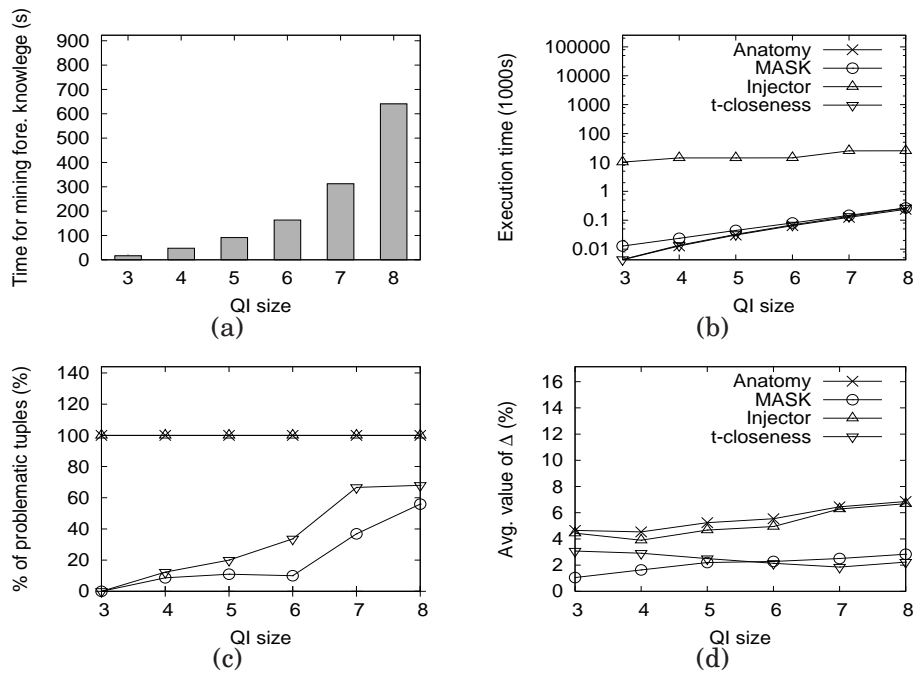 Time for mining fore. knowlege (s)
900
800
700
600
500
400
300
200
100
0
3 4 5 6 7 8
QI size
(a)
Execution time (1000s)
100000
10000
1000
100
10
1
0.1
0.01
Anatomy
MASK
Injector
t-closeness
3 4 5 6 7 8
QI size
(b)
% of problematic tuples (%)
140
120
100
80
60
40
20
0
3 4 5 6 7 8
QI size
(c)
Avg. value of Δ (%)
16
14
12
10
8
6
4
2
0
Anatomy
MASK
Injector
t-closeness
3 4 5 6 7 8
QI size
(d)